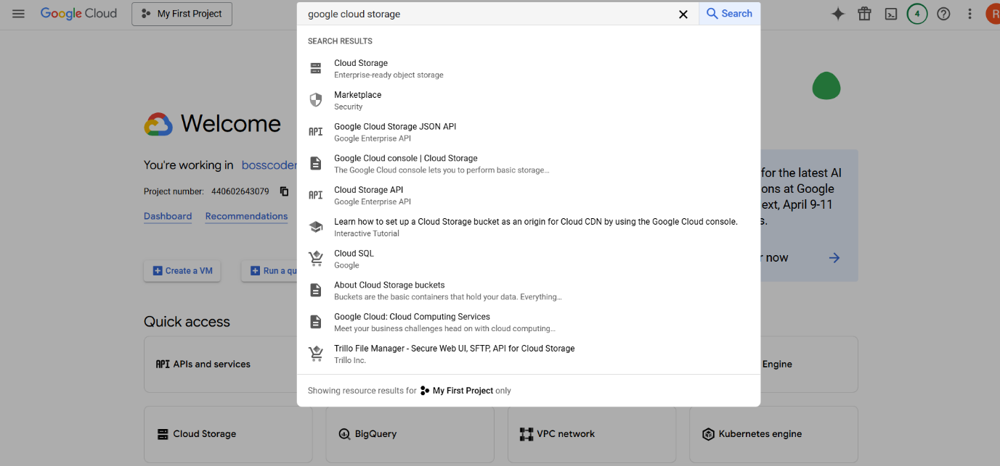 Google Cloud
My First Project
google cloud storage
Search
4
R
SEARCH RESULTS
Cloud Storage
Enterprise-ready object storage
Marketplace
Security
API
Google Cloud Storage JSON API
Google Enterprise API
Google Cloud console | Cloud Storage
The Google Cloud console lets you to perform basic storage...
API
Cloud Storage API
Google Enterprise API
Learn how to set up a Cloud Storage bucket as an origin for Cloud CDN by using the Google Cloud console.
Interactive Tutorial
Cloud SQL
Google
About Cloud Storage buckets
Buckets are the basic containers that hold your data. Everything...
Google Cloud: Cloud Computing Services
Meet your business challenges head on with cloud computing...
Trillo File Manager - Secure Web UI, SFTP, API for Cloud Storage
Trillo Inc.
Showing resource results for My First Project only
Welcome
You're working in bosscoder
Project number: 440602643079
Dashboard Recommendations
Create a VM
Run a qu
for the latest AI
ons at Google
ext, April 9-11
s.
r now
Quick access
API APIs and services
Engine
Cloud Storage
BigQuery
VPC network
Kubernetes engine